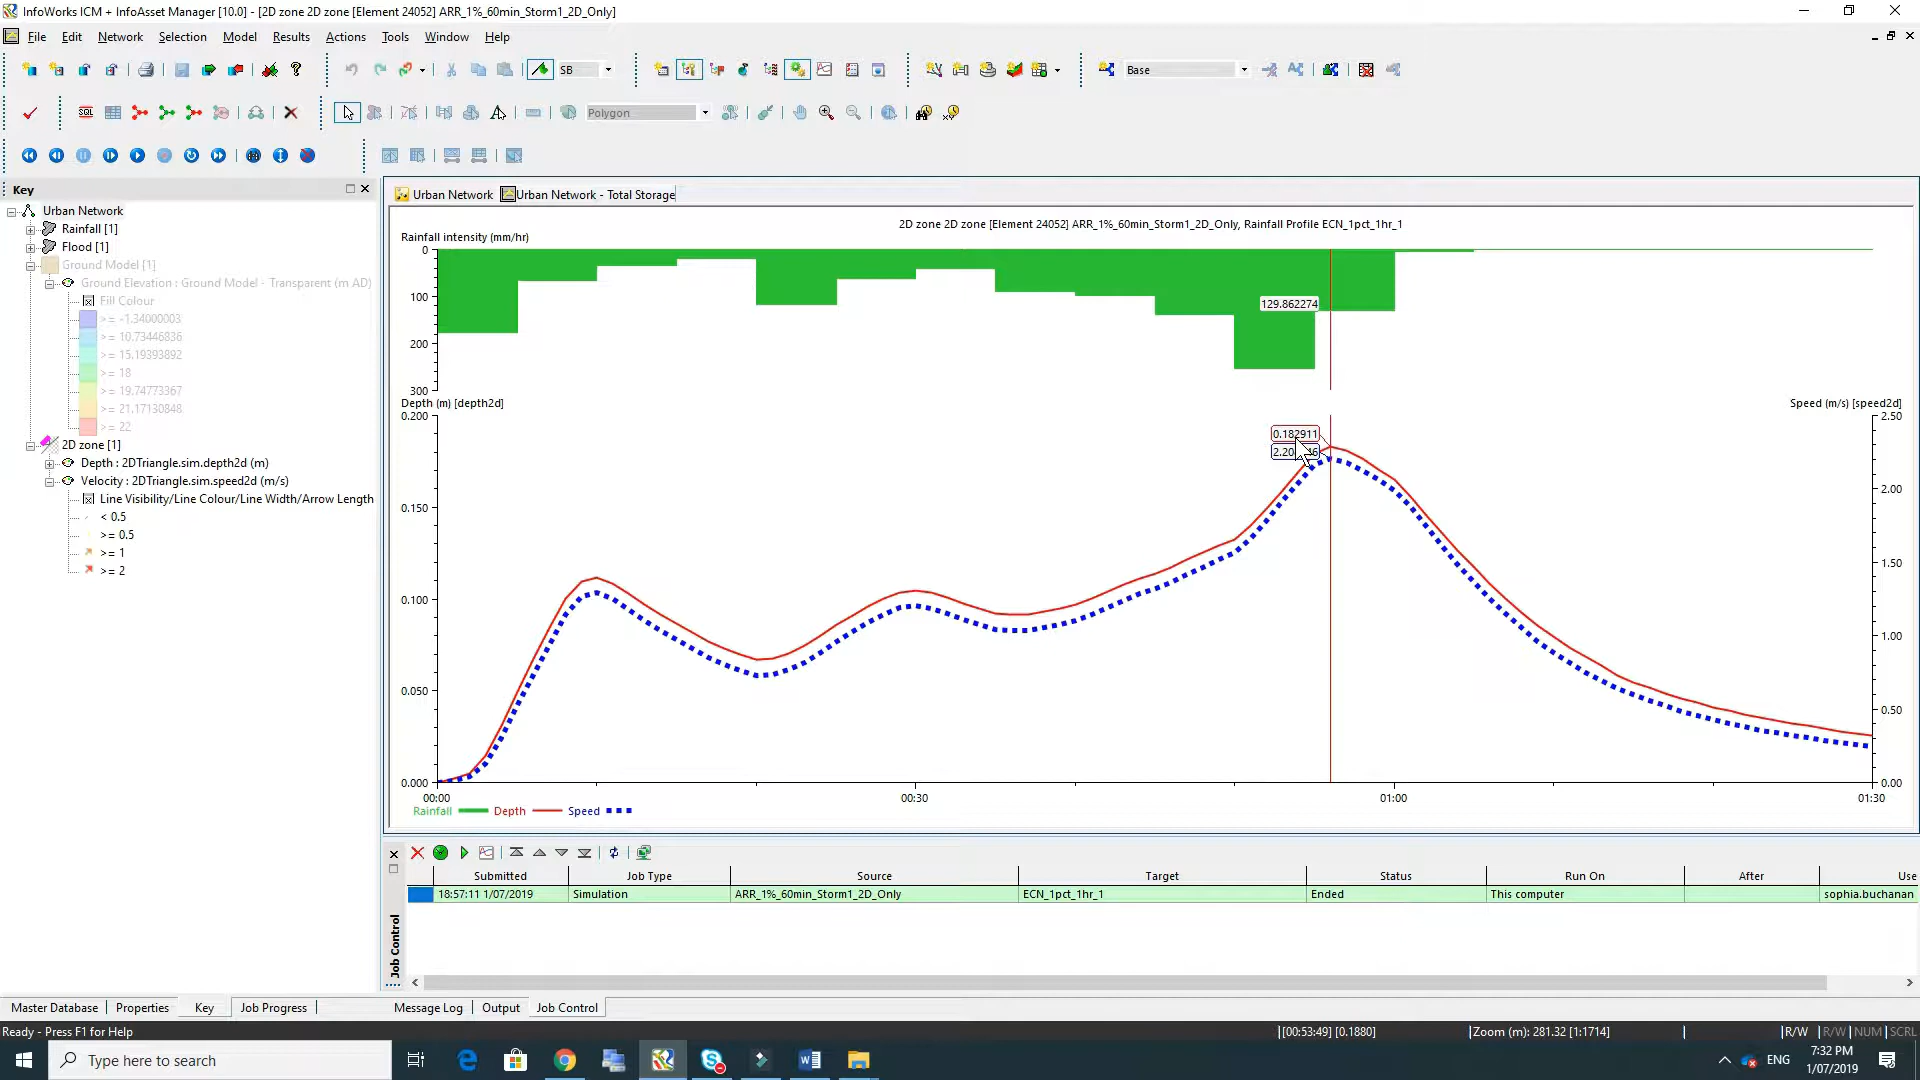 InfoWorks ICM + InfoAsset Manager [10.0] - [2D zone 2D zone [Element 24052] ARR_1%_60min_Storm1_2D_Only]
File Edit Network Selection Model Results Actions Tools Window Help
SB
Base
SQL
Polygon
Key
Urban Network
Rainfall [1]
Flood [1]
Ground Model [1]
Ground Elevation : Ground Model - Transparent (m AD)
Fill Colour
>= -1.34000003
>= 10.73446836
>= 15.19393892
>= 18
>= 19.74773367
>= 21.17130848
>= 22
2D zone [1]
Depth : 2DTriangle.sim.depth2d (m)
Velocity : 2DTriangle.sim.speed2d (m/s)
Line Visibility/Line Colour/Line Width/Arrow Length
< 0.5
>= 0.5
>= 1
>= 2
Urban Network Urban Network - Total Storage
2D zone 2D zone [Element 24052] ARR_1%_60min_Storm1_2D_Only, Rainfall Profile ECN_1pct_1hr_1
Rainfall intensity (mm/hr)
0
100
200
300
129.862274
Depth (m) [depth2d]
Speed (m/s) [speed2d]
0.200
0.150
0.100
0.050
0.000
2.50
2.00
1.50
1.00
0.50
0.00
0.182911
00:00 00:30 01:00 01:30
Rainfall Depth Speed
Job Control
Submitted Job Type Source Target Status Run On After Use
18:57:11 1/07/2019 Simulation ARR_1%_60min_Storm1_2D_Only ECN_1pct_1hr_1 Ended This computer sophia.buchanan
Master Database Properties Key Job Progress Message Log Output Job Control
Ready - Press F1 for Help [00:53:49] [0.1880] Zoom (m): 281.32 [1:1714] R/W R/W NUM SCRL
Type here to search
ENG
7:32 PM
1/07/2019